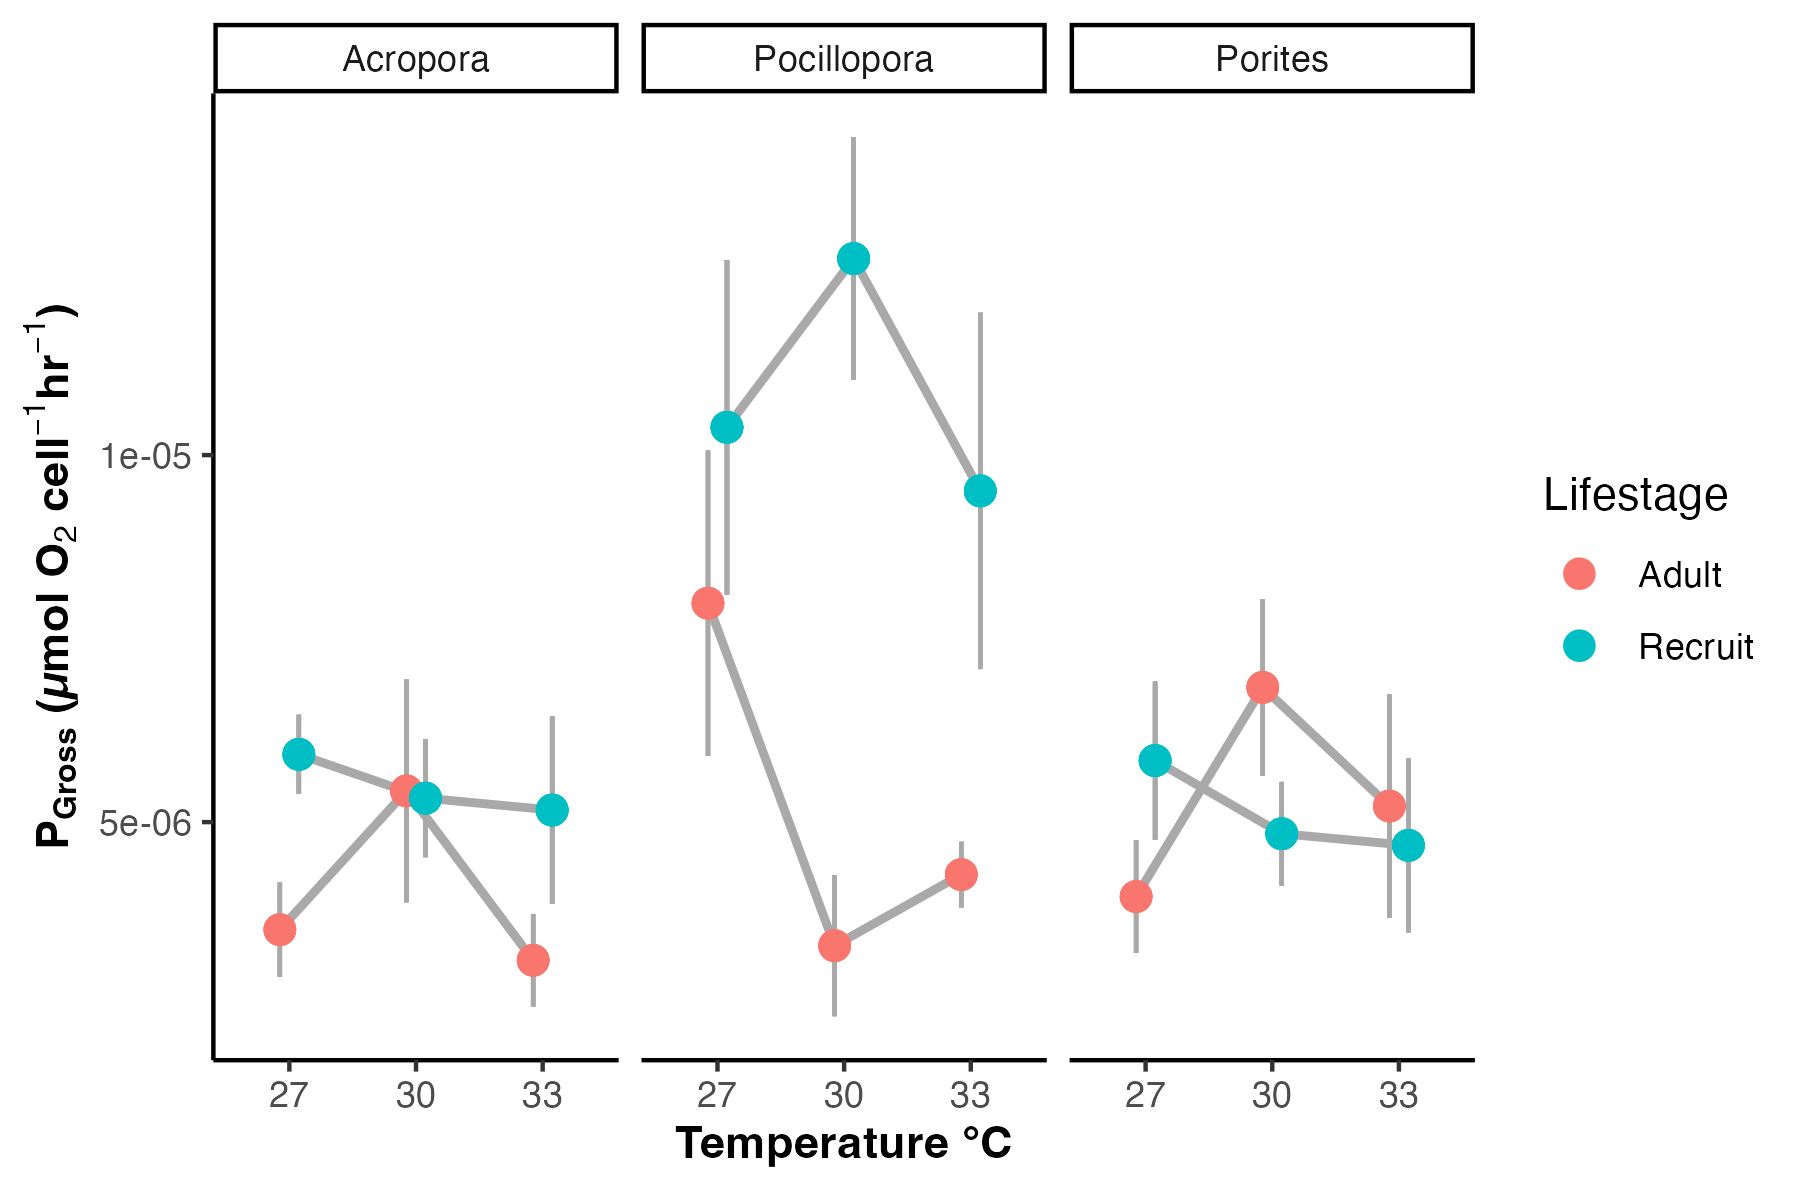 Acropora Pocillopora Porites
P_Gross (µmol O₂ cell⁻¹hr⁻¹)
1e-05
5e-06
27 30 33 27 30 33 27 30 33
Temperature °C
Lifestage
Adult
Recruit